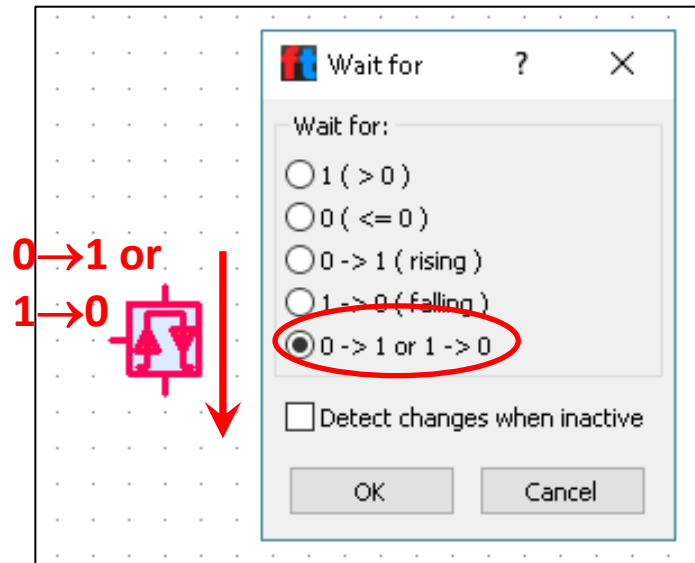 ft Wait for ? ×
Wait for:
1 ( > 0 )
0 ( <= 0 )
0→1 or
0 -> 1 ( rising )
1→0
1 -> 0 ( falling )
0 -> 1 or 1 -> 0
Detect changes when inactive
OK Cancel